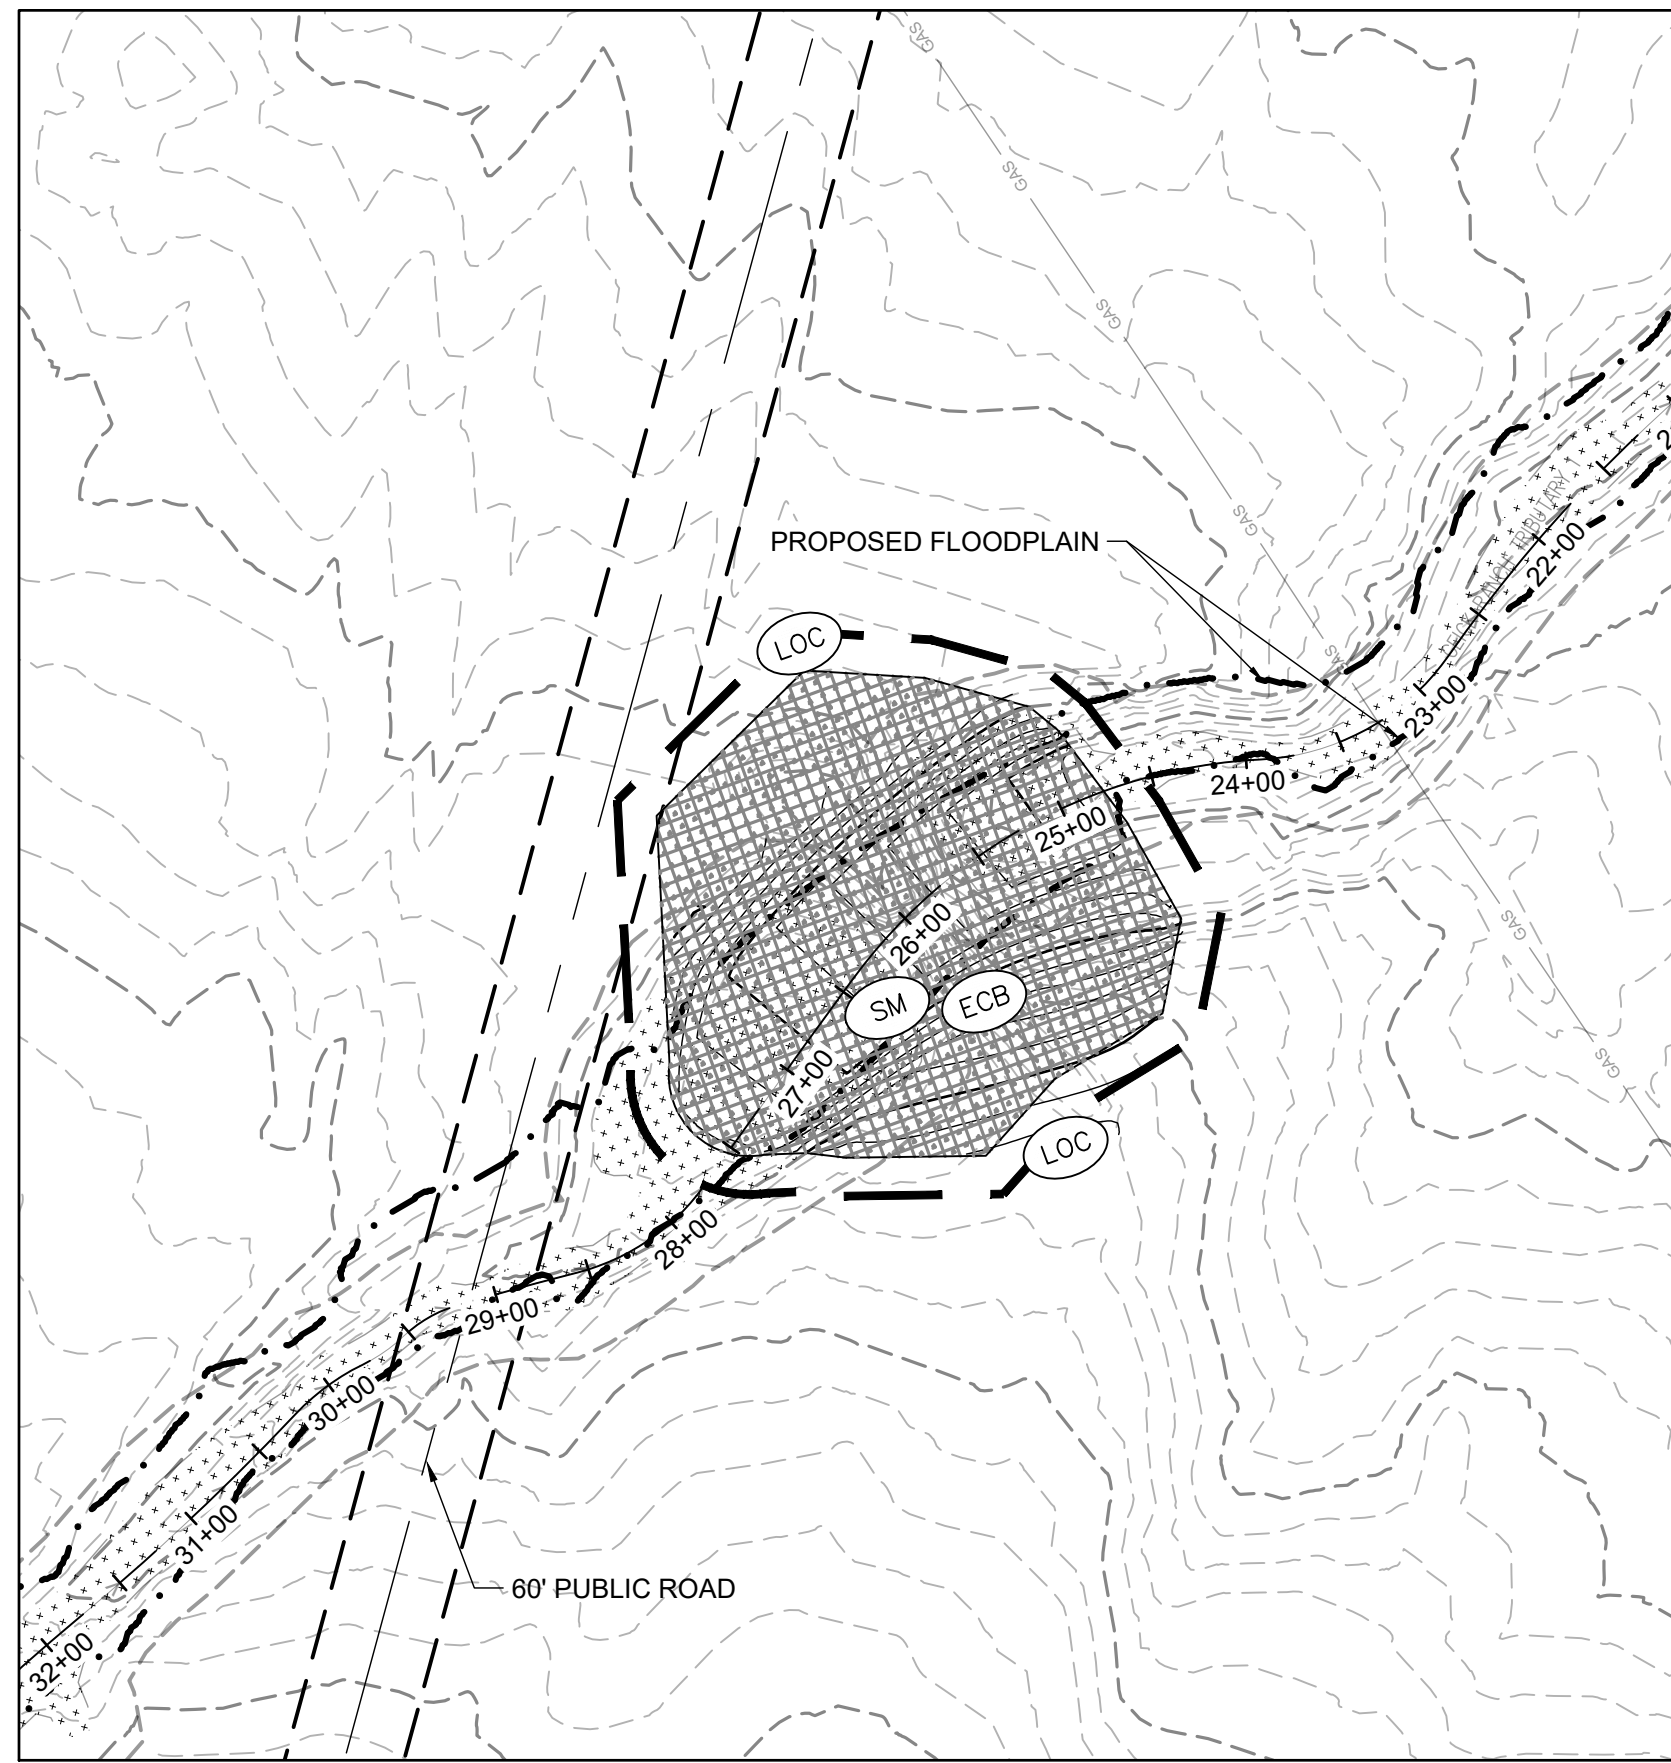 GAS
GAS
GAS
GAS
PROPOSED FLOODPLAIN
22+00
LOC
GAS
23+00
24+00
25+00
GAS
26+00
SM
ECB
GAS
27+00
LOC
28+00
29+00
30+00
31+00
60' PUBLIC ROAD
32+00